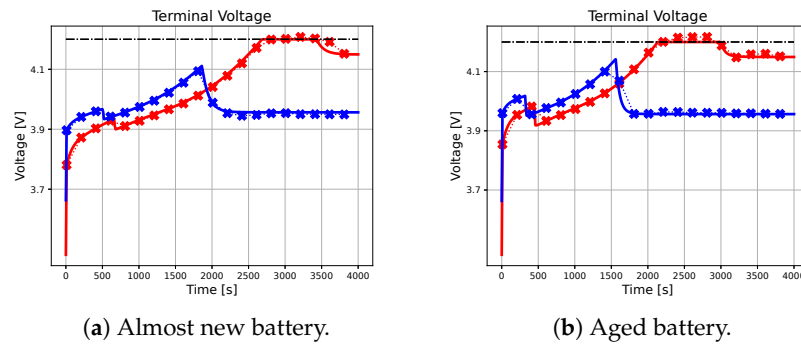 Terminal Voltage
4.1
3.9
3.7
Voltage [V]
0 500 1000 1500 2000 2500 3000 3500 4000
Time [s]
(a) Almost new battery.
Terminal Voltage
4.1
3.9
3.7
Voltage [V]
0 500 1000 1500 2000 2500 3000 3500 4000
Time [s]
(b) Aged battery.